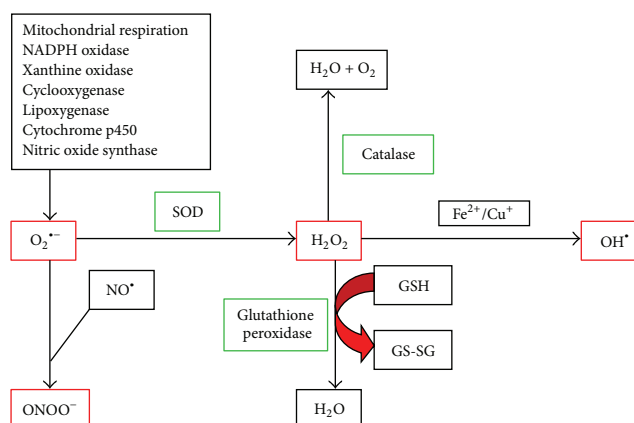 Mitochondrial respiration
NADPH oxidase
Xanthine oxidase
Cyclooxygenase
Lipoxygenase
Cytochrome p450
Nitric oxide synthase
H₂O + O₂
Catalase
SOD
Fe²⁺/Cu⁺
O₂•⁻
H₂O₂
OH•
NO•
Glutathione
peroxidase
GSH
GS-SG
ONOO⁻
H₂O